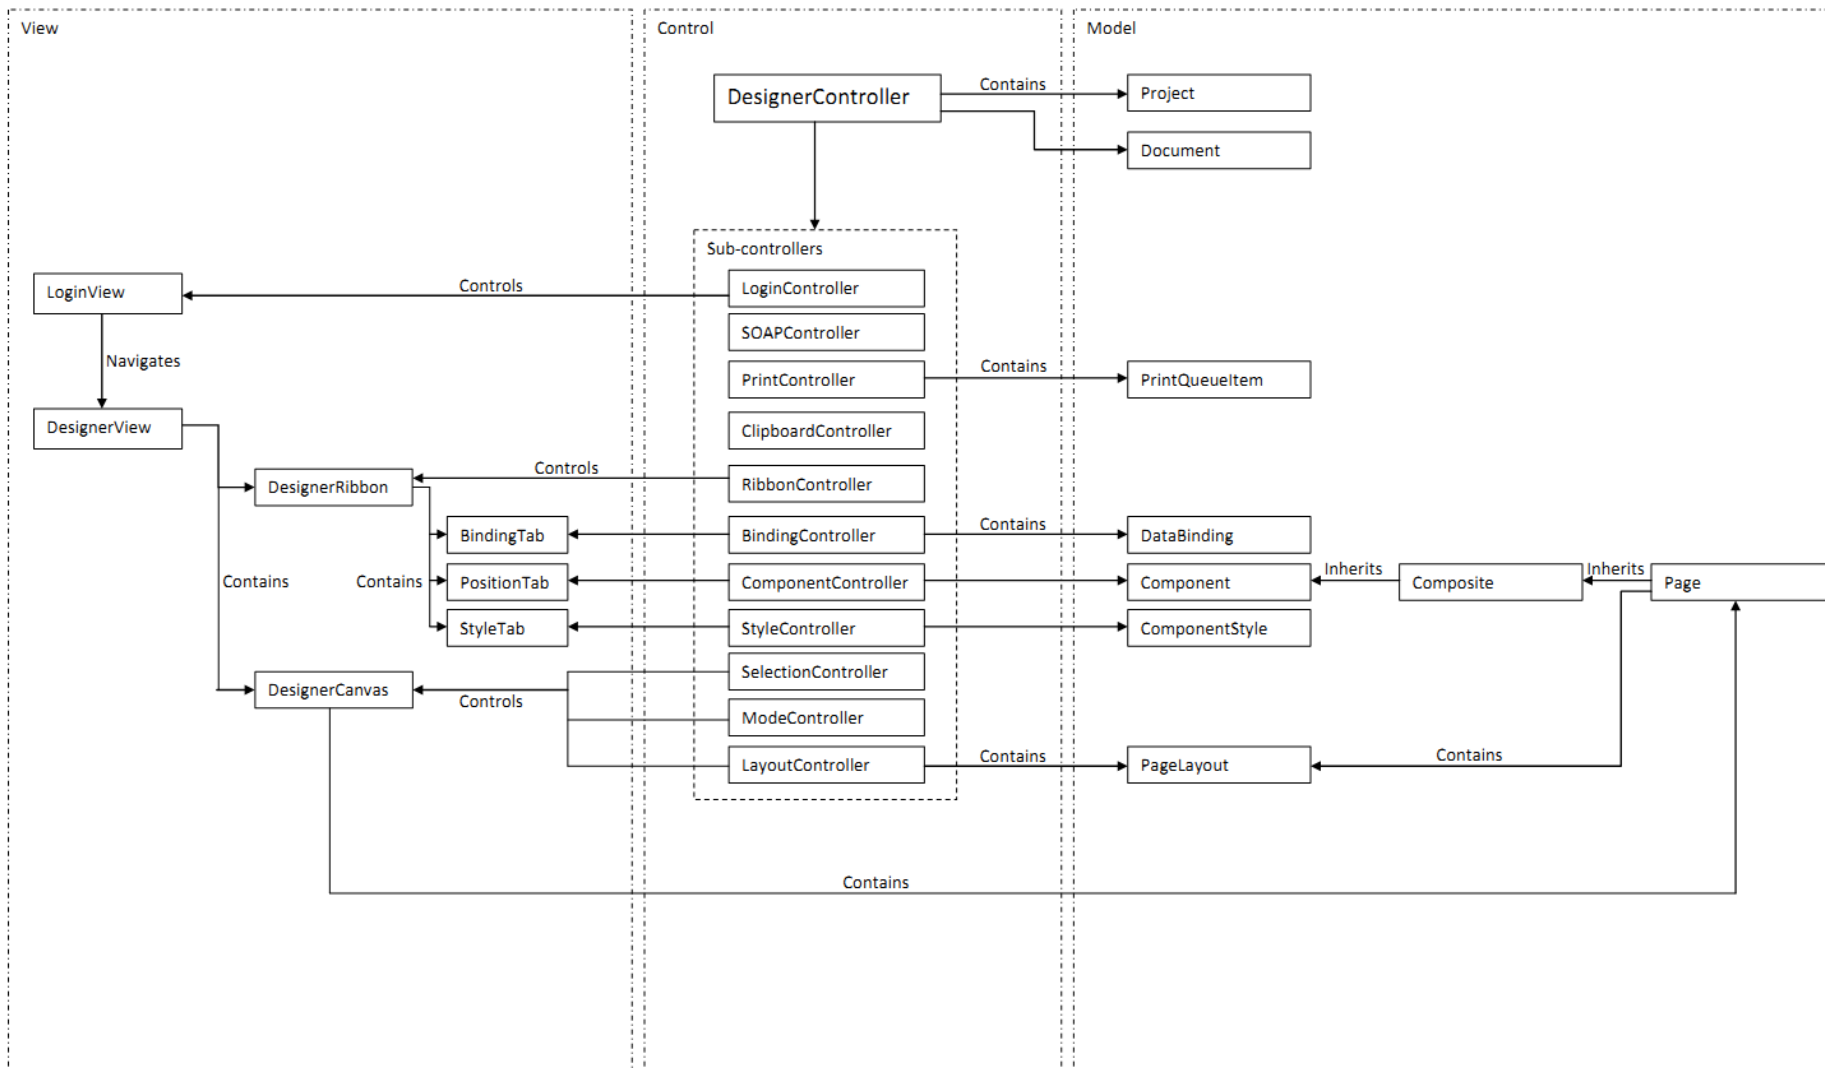 View
Control
Model
DesignerController
Contains
Project
Document
Sub-controllers
LoginView
Controls
LoginController
SOAPController
Navigates
PrintController
Contains
PrintQueueItem
DesignerView
ClipboardController
DesignerRibbon
Controls
RibbonController
BindingTab
BindingController
Contains
DataBinding
Contains
Contains
PositionTab
ComponentController
Component
Inherits
Composite
Inherits
Page
StyleTab
StyleController
ComponentStyle
DesignerCanvas
Controls
SelectionController
ModeController
LayoutController
Contains
PageLayout
Contains
Contains